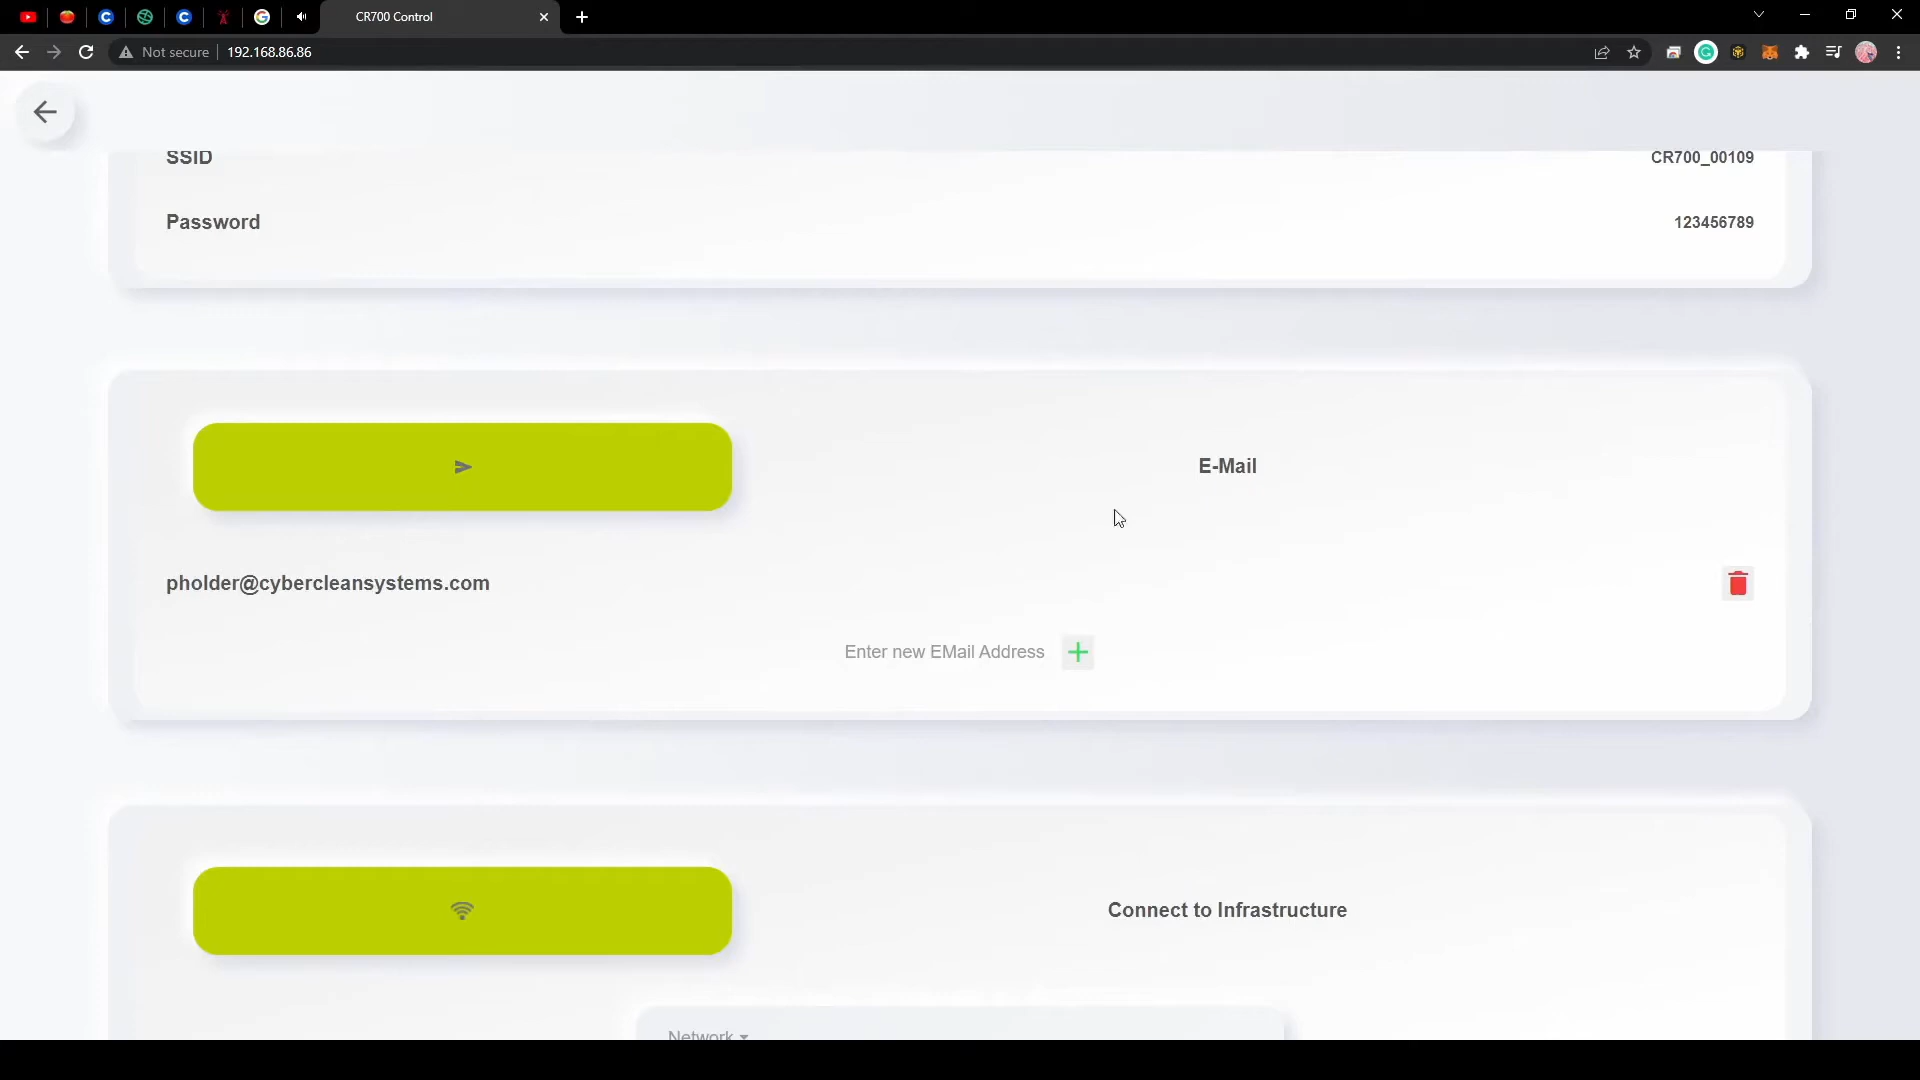 CR700 Control
Not secure
192.168.86.86
SSID
CR700_00109
Password
123456789
E-Mail
pholder@cybercleansystems.com
Enter new EMail Address
Connect to Infrastructure
Network